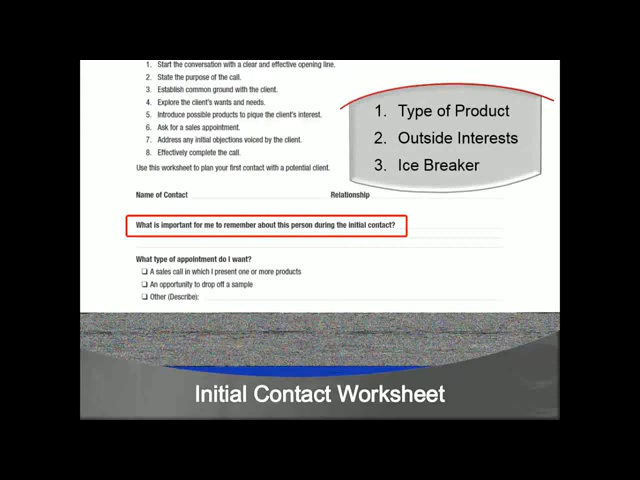 1. Start the conversation with a clear and effective opening line.
2. State the purpose of the call.
3. Establish common ground with the client.
4. Explore the client's wants and needs.
5. Introduce possible products to pique the client's interest.
6. Ask for a sales appointment.
7. Address any initial objections voiced by the client.
8. Effectively complete the call.
Use this worksheet to plan your first contact with a potential client.
1. Type of Product
2. Outside Interests
3. Ice Breaker
Name of Contact Relationship
What is important for me to remember about this person during the initial contact?
What type of appointment do I want?
❑ A sales call in which I present one or more products
❑ An opportunity to drop off a sample
❑ Other (Describe):
Initial Contact Worksheet